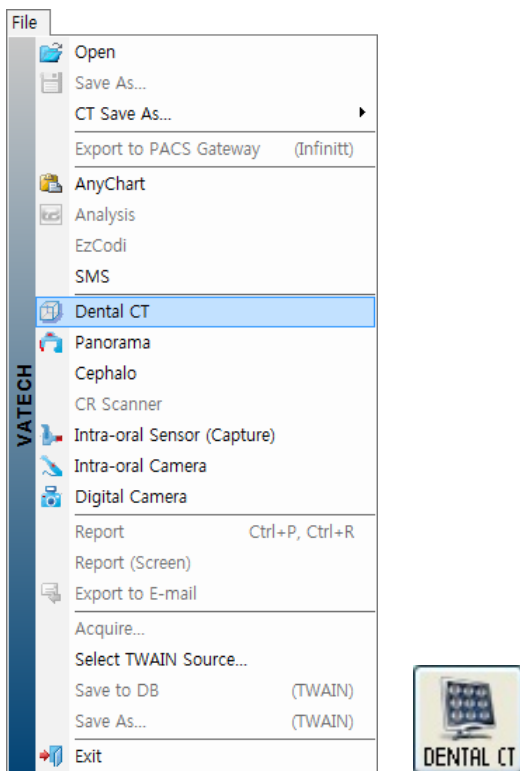 File
Open
Save As...
CT Save As...
Export to PACS Gateway (Infinitt)
AnyChart
Analysis
EzCodi
SMS
Dental CT
Panorama
Cephalo
CR Scanner
Intra-oral Sensor (Capture)
Intra-oral Camera
Digital Camera
Report Ctrl+P, Ctrl+R
Report (Screen)
Export to E-mail
Acquire...
Select TWAIN Source...
Save to DB (TWAIN)
Save As... (TWAIN)
Exit
VATECH
DENTAL CT